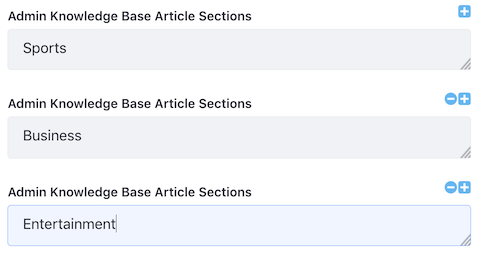 Admin Knowledge Base Article Sections
Sports
Admin Knowledge Base Article Sections
Business
Admin Knowledge Base Article Sections
Entertainment